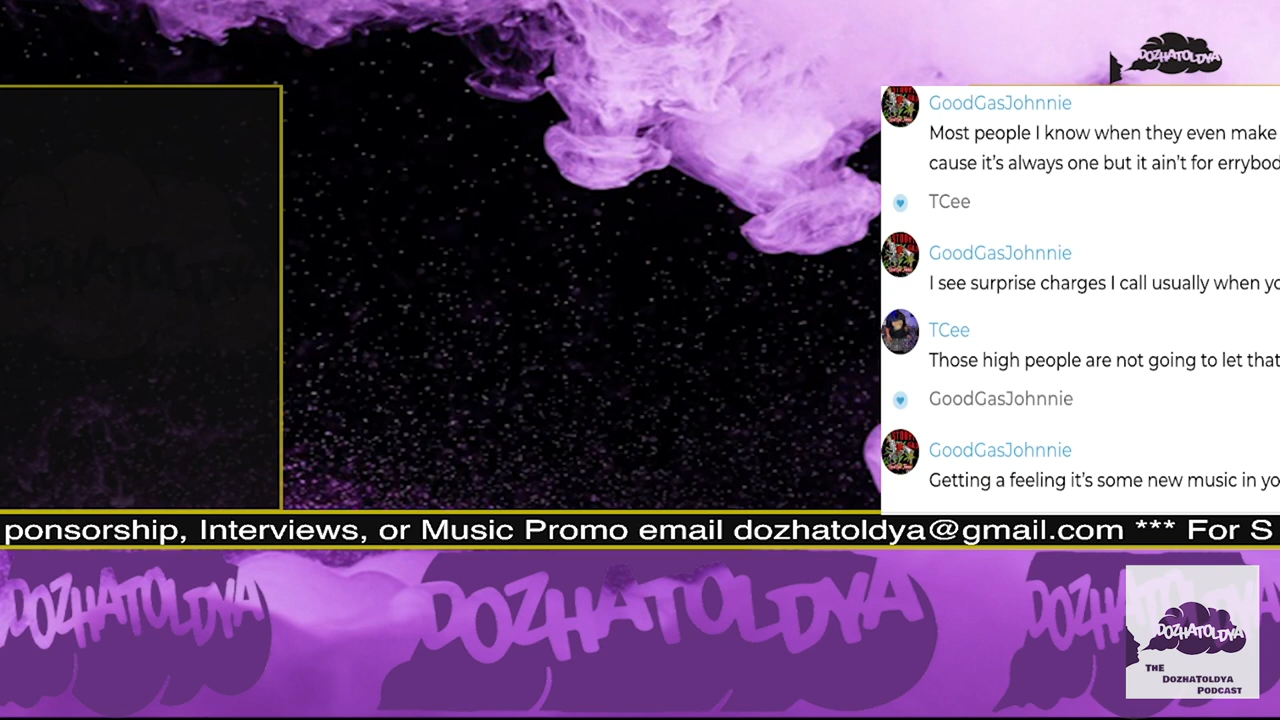 DOZHATOLDYA
GoodGasJohnnie
Most people I know when they even make
cause it's always one but it ain't for errybod
TCee
GoodGasJohnnie
I see surprise charges I call usually when yo
TCee
Those high people are not going to let that
GoodGasJohnnie
GoodGasJohnnie
Getting a feeling it's some new music in yo
ponsorship, Interviews, or Music Promo email dozhatoldya@gmail.com *** For S
DOZHATOLDYA
DOZHATOLDYA
DOZHATOLDYA
DOZHATOLDYA
THE
DOZHATOLDYA
PODCAST